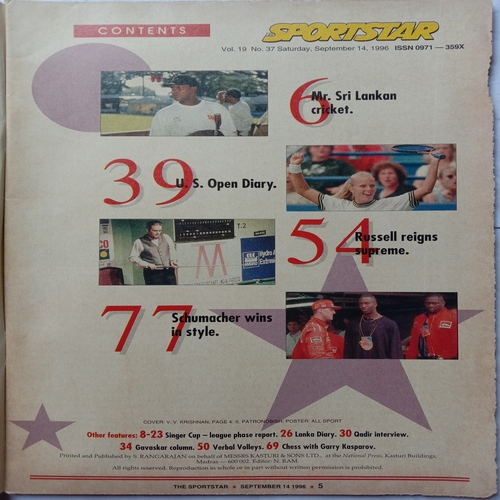 CONTENTS
THE SPORTSTAR
Vol. 19 No. 37 Saturday, September 14, 1996 ISSN 0971 — 359X
6
Mr. Sri Lankan
cricket.
39
U. S. Open Diary.
54
Russell reigns
supreme.
T.2
M
77
Schumacher wins
in style.
COVER: V. V. KRISHNAN; PAGE 4: S. PATRONOBISH; POSTER: ALL SPORT
Other features: 8-23 Singer Cup — league phase report. 26 Lanka Diary. 30 Qadir interview.
34 Gavaskar column. 50 Verbal Volleys. 69 Chess with Garry Kasparov.
Printed and Published by S. RANGARAJAN on behalf of MESSRS KASTURI & SONS LTD., at the National Press, Kasturi Buildings,
Madras — 600 002. Editor: N. RAM.
All rights reserved. Reproduction in whole or in part without written permission is prohibited.
THE SPORTSTAR ● SEPTEMBER 14 1996 ● 5